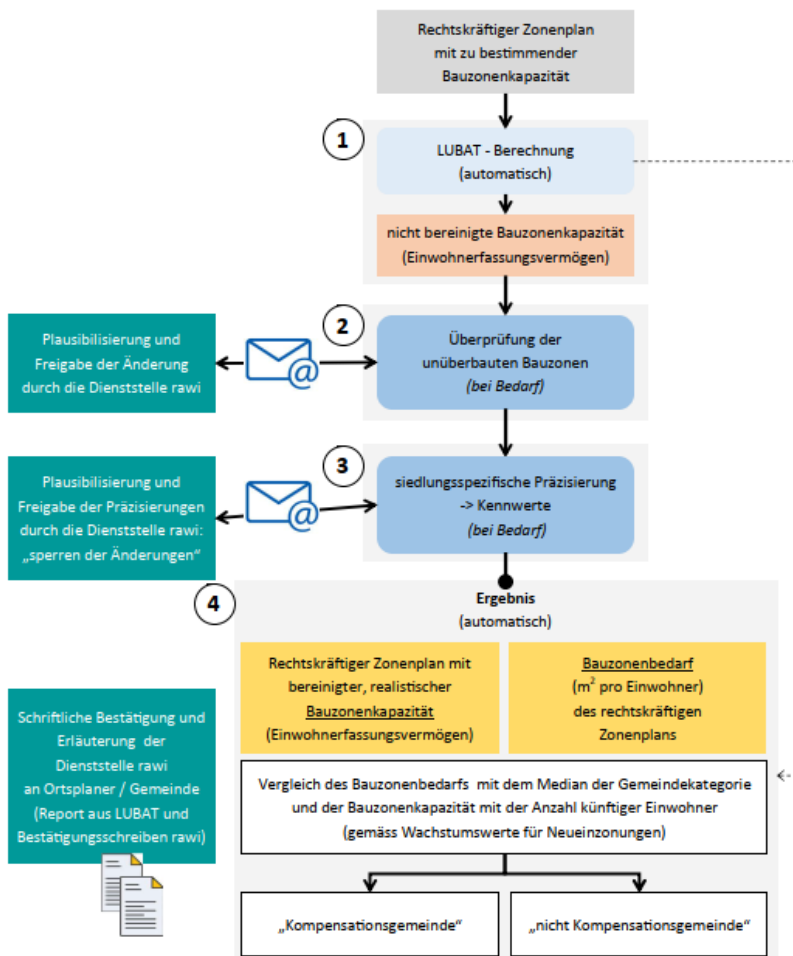 Rechtskräftiger Zonenplan
mit zu bestimmender
Bauzonenkapazität
1
LUBAT - Berechnung
(automatisch)
nicht bereinigte Bauzonenkapazität
(Einwohnerfassungsvermögen)
Plausibilisierung und
Freigabe der Änderung
durch die Dienststelle rawi
@
2
Überprüfung der
unüberbauten Bauzonen
(bei Bedarf)
Plausibilisierung und
Freigabe der Präzisierungen
durch die Dienststelle rawi:
„sperren der Änderungen“
@
3
siedlungsspezifische Präzisierung
-> Kennwerte
(bei Bedarf)
4
Ergebnis
(automatisch)
Rechtskräftiger Zonenplan mit
bereinigter, realistischer
Bauzonenkapazität
(Einwohnerfassungsvermögen)
Bauzonenbedarf
(m² pro Einwohner)
des rechtskräftigen
Zonenplans
Schriftliche Bestätigung und
Erläuterung der
Dienststelle rawi
an Ortsplaner / Gemeinde
(Report aus LUBAT und
Bestätigungsschreiben rawi)
Vergleich des Bauzonenbedarfs mit dem Median der Gemeindekategorie
und der Bauzonenkapazität mit der Anzahl künftiger Einwohner
(gemäss Wachstumswerte für Neueinzonungen)
„Kompensationsgemeinde“
„nicht Kompensationsgemeinde“